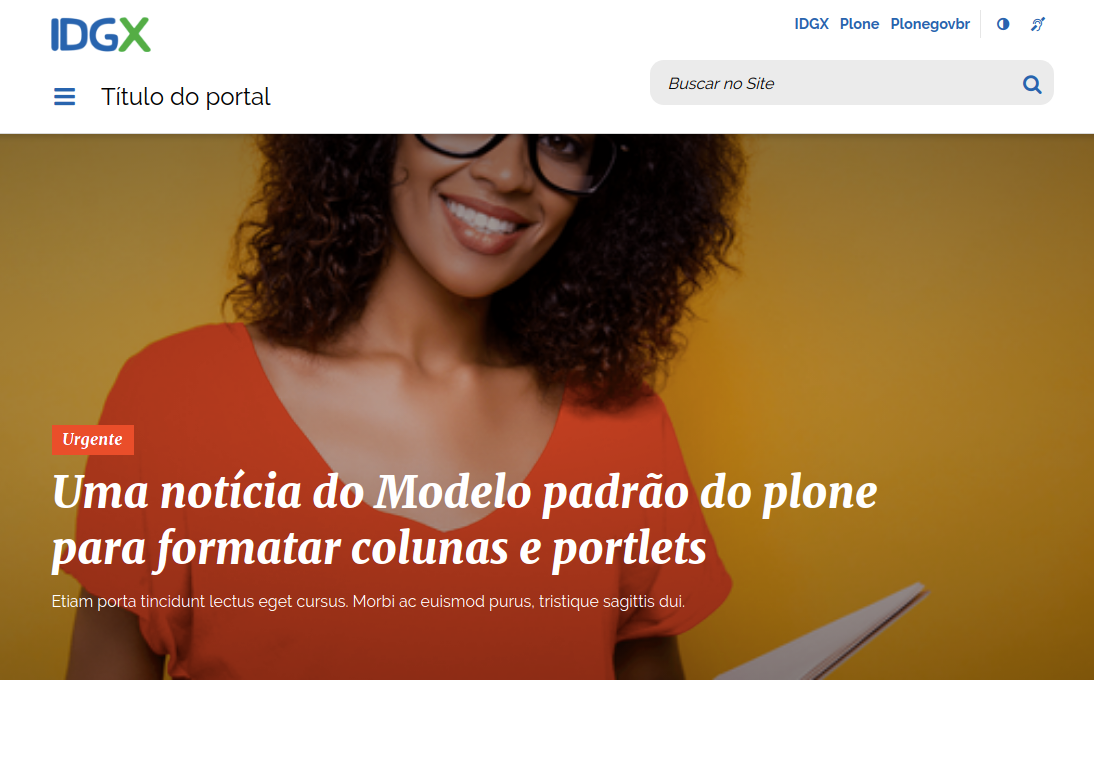 IDGX
IDGX Plone Plonegovbr
Título do portal
Buscar no Site
Urgente
Uma notícia do Modelo padrão do plone
para formatar colunas e portlets
Etiam porta tincidunt lectus eget cursus. Morbi ac euismod purus, tristique sagittis dui.